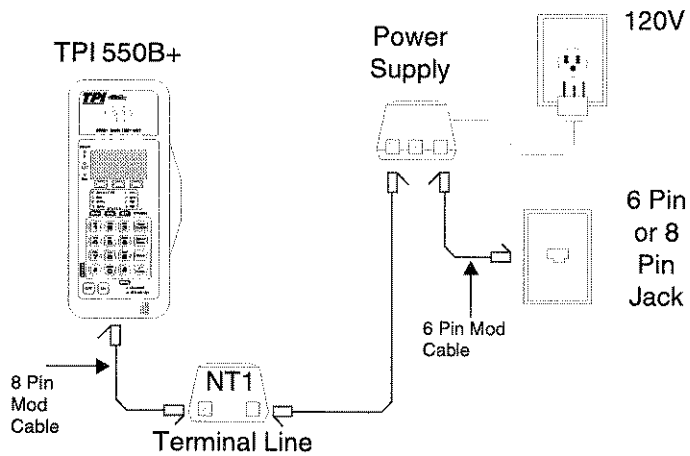 120V
TPI 550B+
Power
Supply
TPI
6 Pin
or 8
Pin
Jack
6 Pin Mod
Cable
8 Pin
Mod
Cable
NT1
Terminal Line